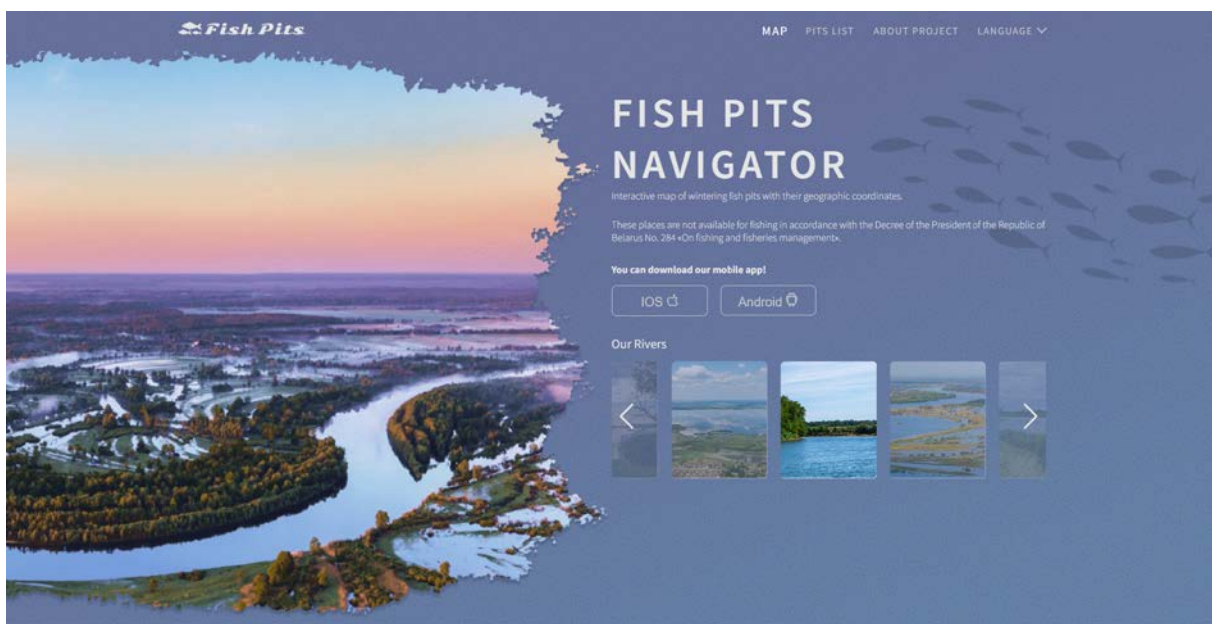 Fish Pits
MAP PITS LIST ABOUT PROJECT LANGUAGE
FISH PITS
NAVIGATOR
Interactive map of wintering fish pits with their geographic coordinates.
These places are not available for fishing in accordance with the Decree of the President of the Republic of
Belarus No. 284 «On fishing and fisheries management».
You can download our mobile app!
IOS Android
Our Rivers